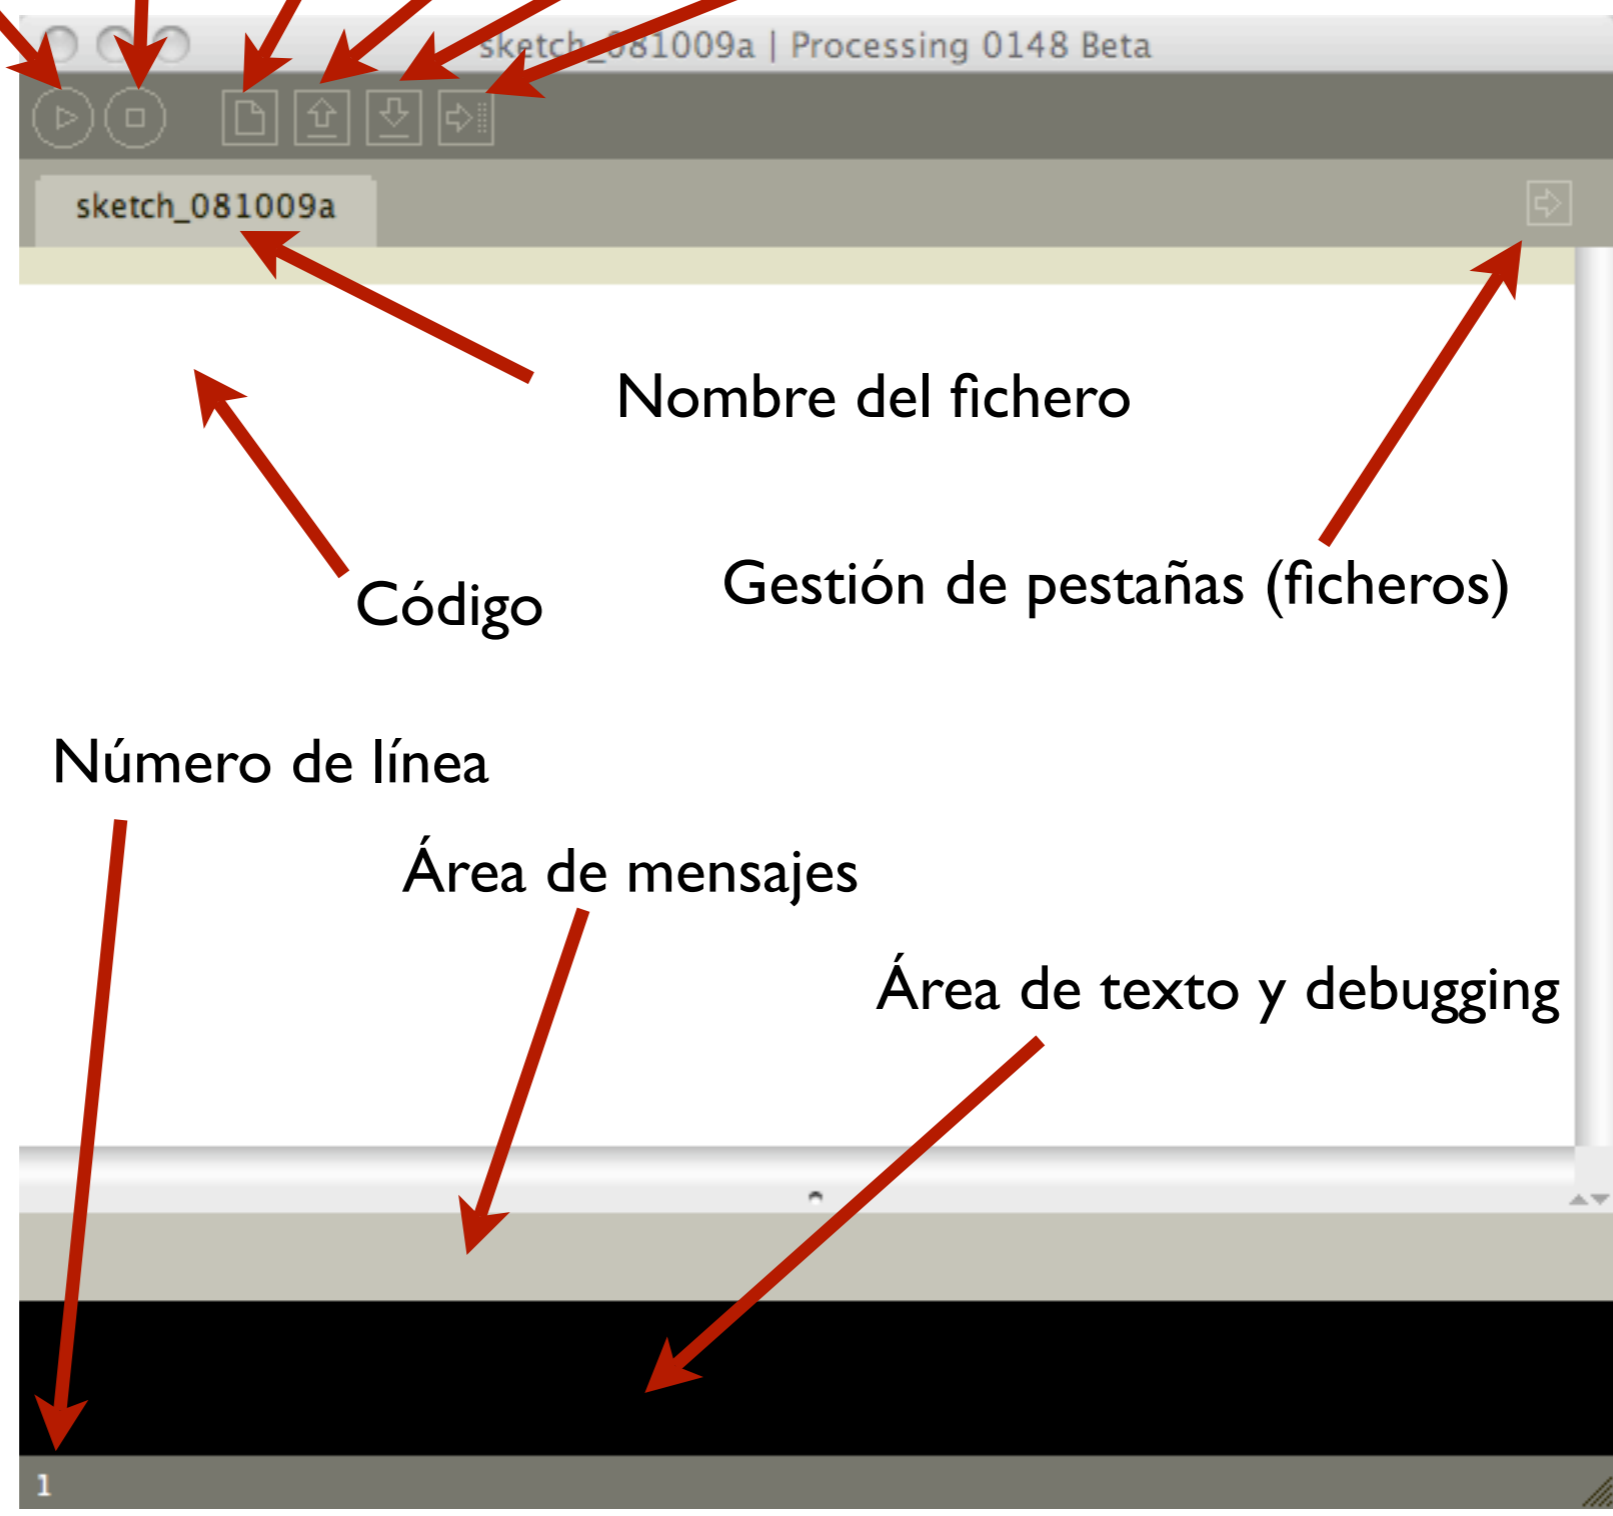 sketch_081009a | Processing 0148 Beta
sketch_081009a
Nombre del fichero
Gestión de pestañas (ficheros)
Código
Número de línea
Área de mensajes
Área de texto y debugging
1